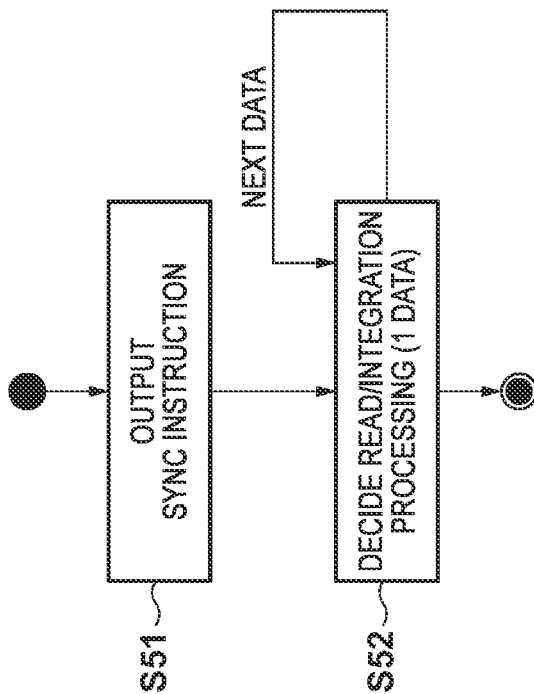 S51
OUTPUT
SYNC INSTRUCTION
NEXT DATA
S52
DECIDE READ/INTEGRATION
PROCESSING (1 DATA)